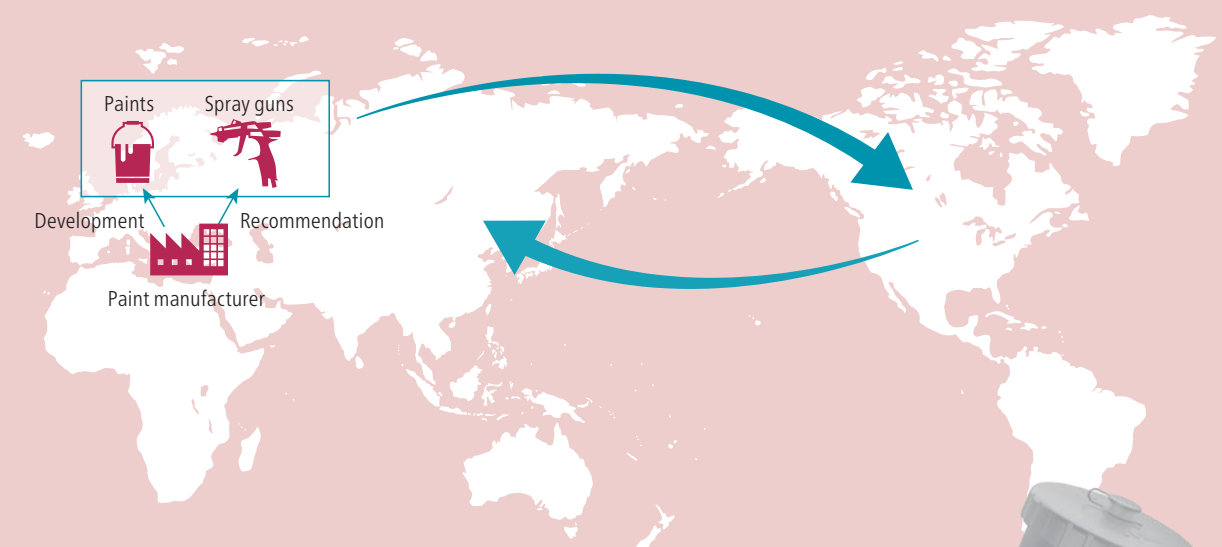 Paints
Spray guns
Development
Recommendation
Paint manufacturer